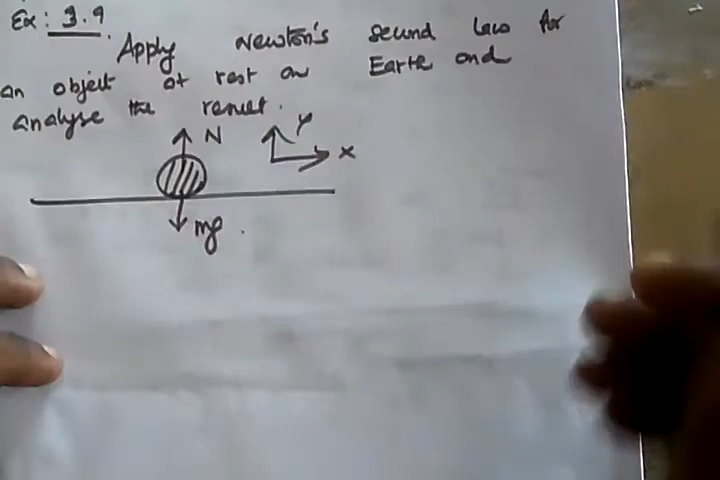 Ex: 3.9
Apply Newton's second law for
an object at rest on Earth and
analyse the result.
N
y
x
mg.